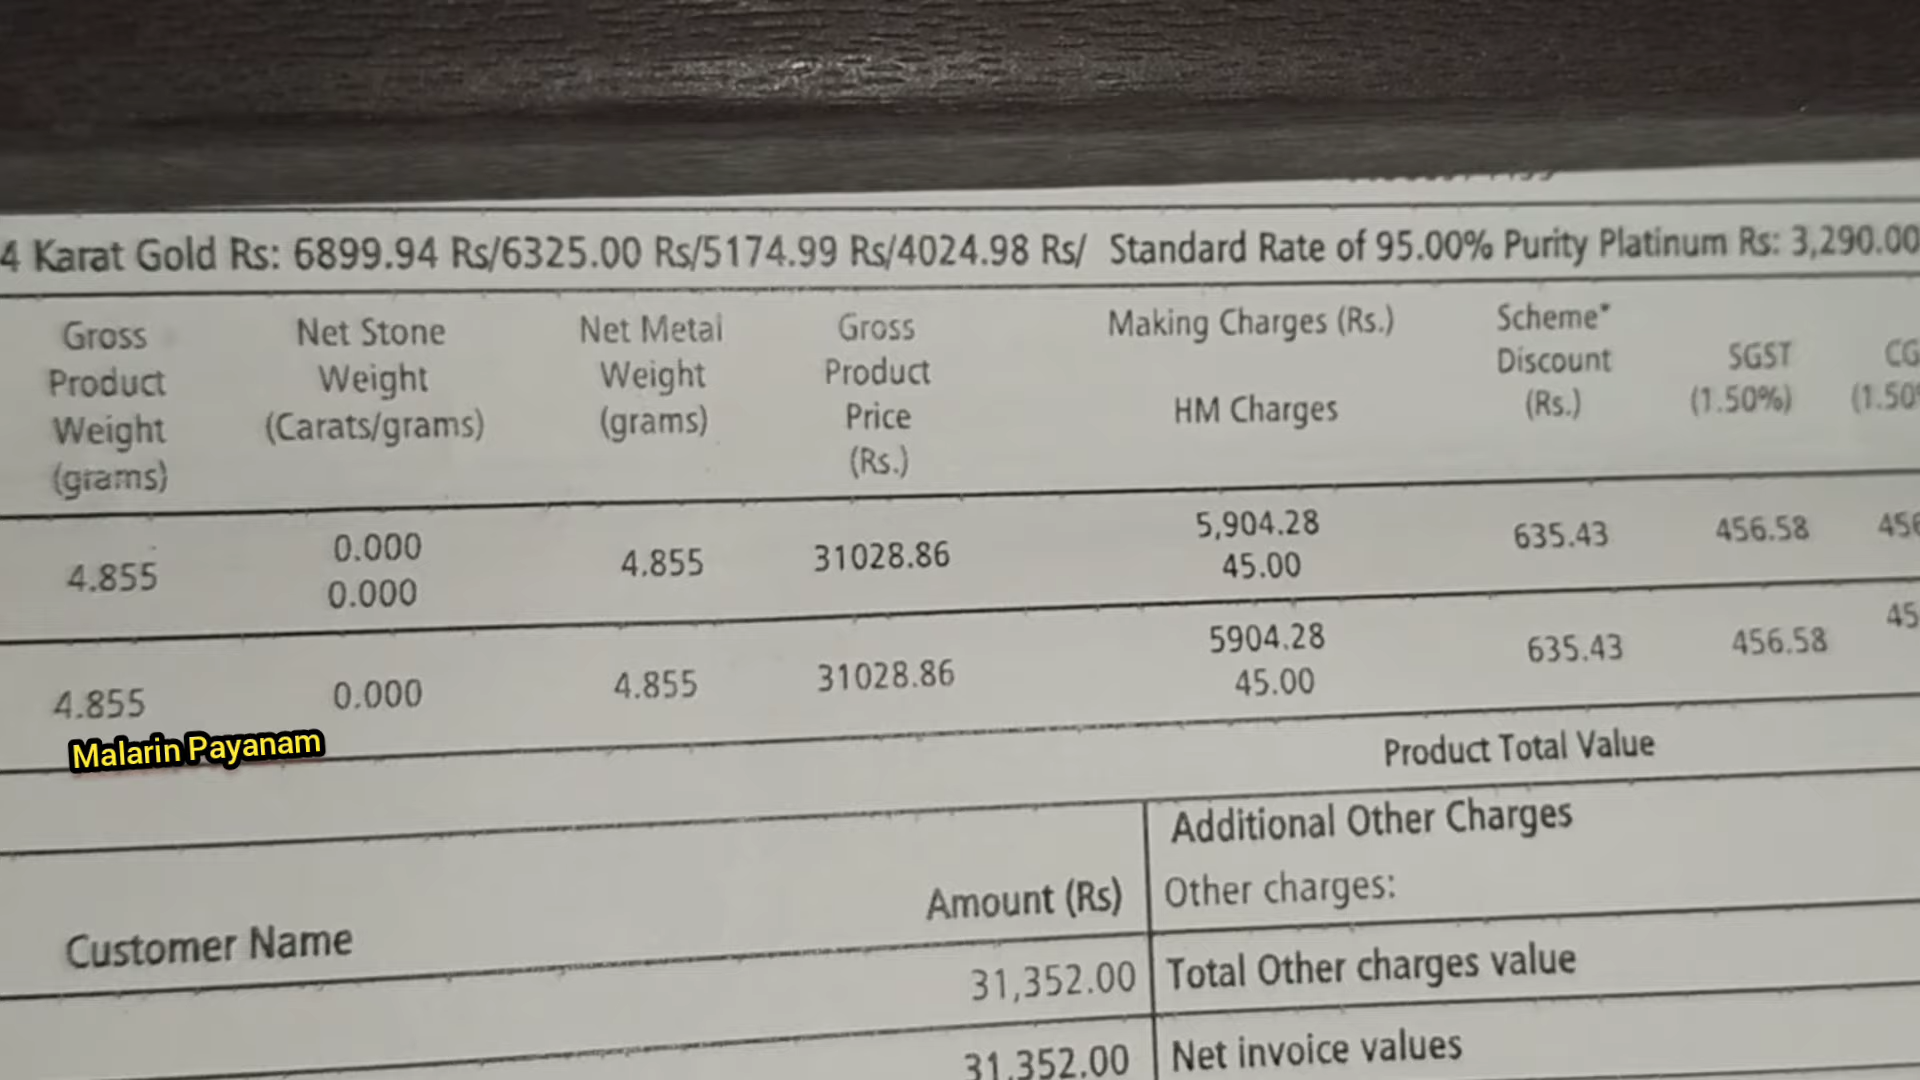 4 Karat Gold Rs: 6899.94 Rs/6325.00 Rs/5174.99 Rs/4024.98 Rs/ Standard Rate of 95.00% Purity Platinum Rs: 3,290.00
Gross Product Weight (grams)
Net Stone Weight (Carats/grams)
Net Metal Weight (grams)
Gross Product Price (Rs.)
Making Charges (Rs.)
HM Charges
Scheme* Discount (Rs.)
SGST (1.50%)
CG (1.50
4.855 0.000 0.000 4.855 31028.86 5,904.28 45.00 635.43 456.58 456
4.855 0.000 4.855 31028.86 5904.28 45.00 635.43 456.58 45
Malarin Payanam
Product Total Value
Additional Other Charges
Customer Name Amount (Rs) Other charges:
31,352.00 Total Other charges value
31,352.00 Net invoice values